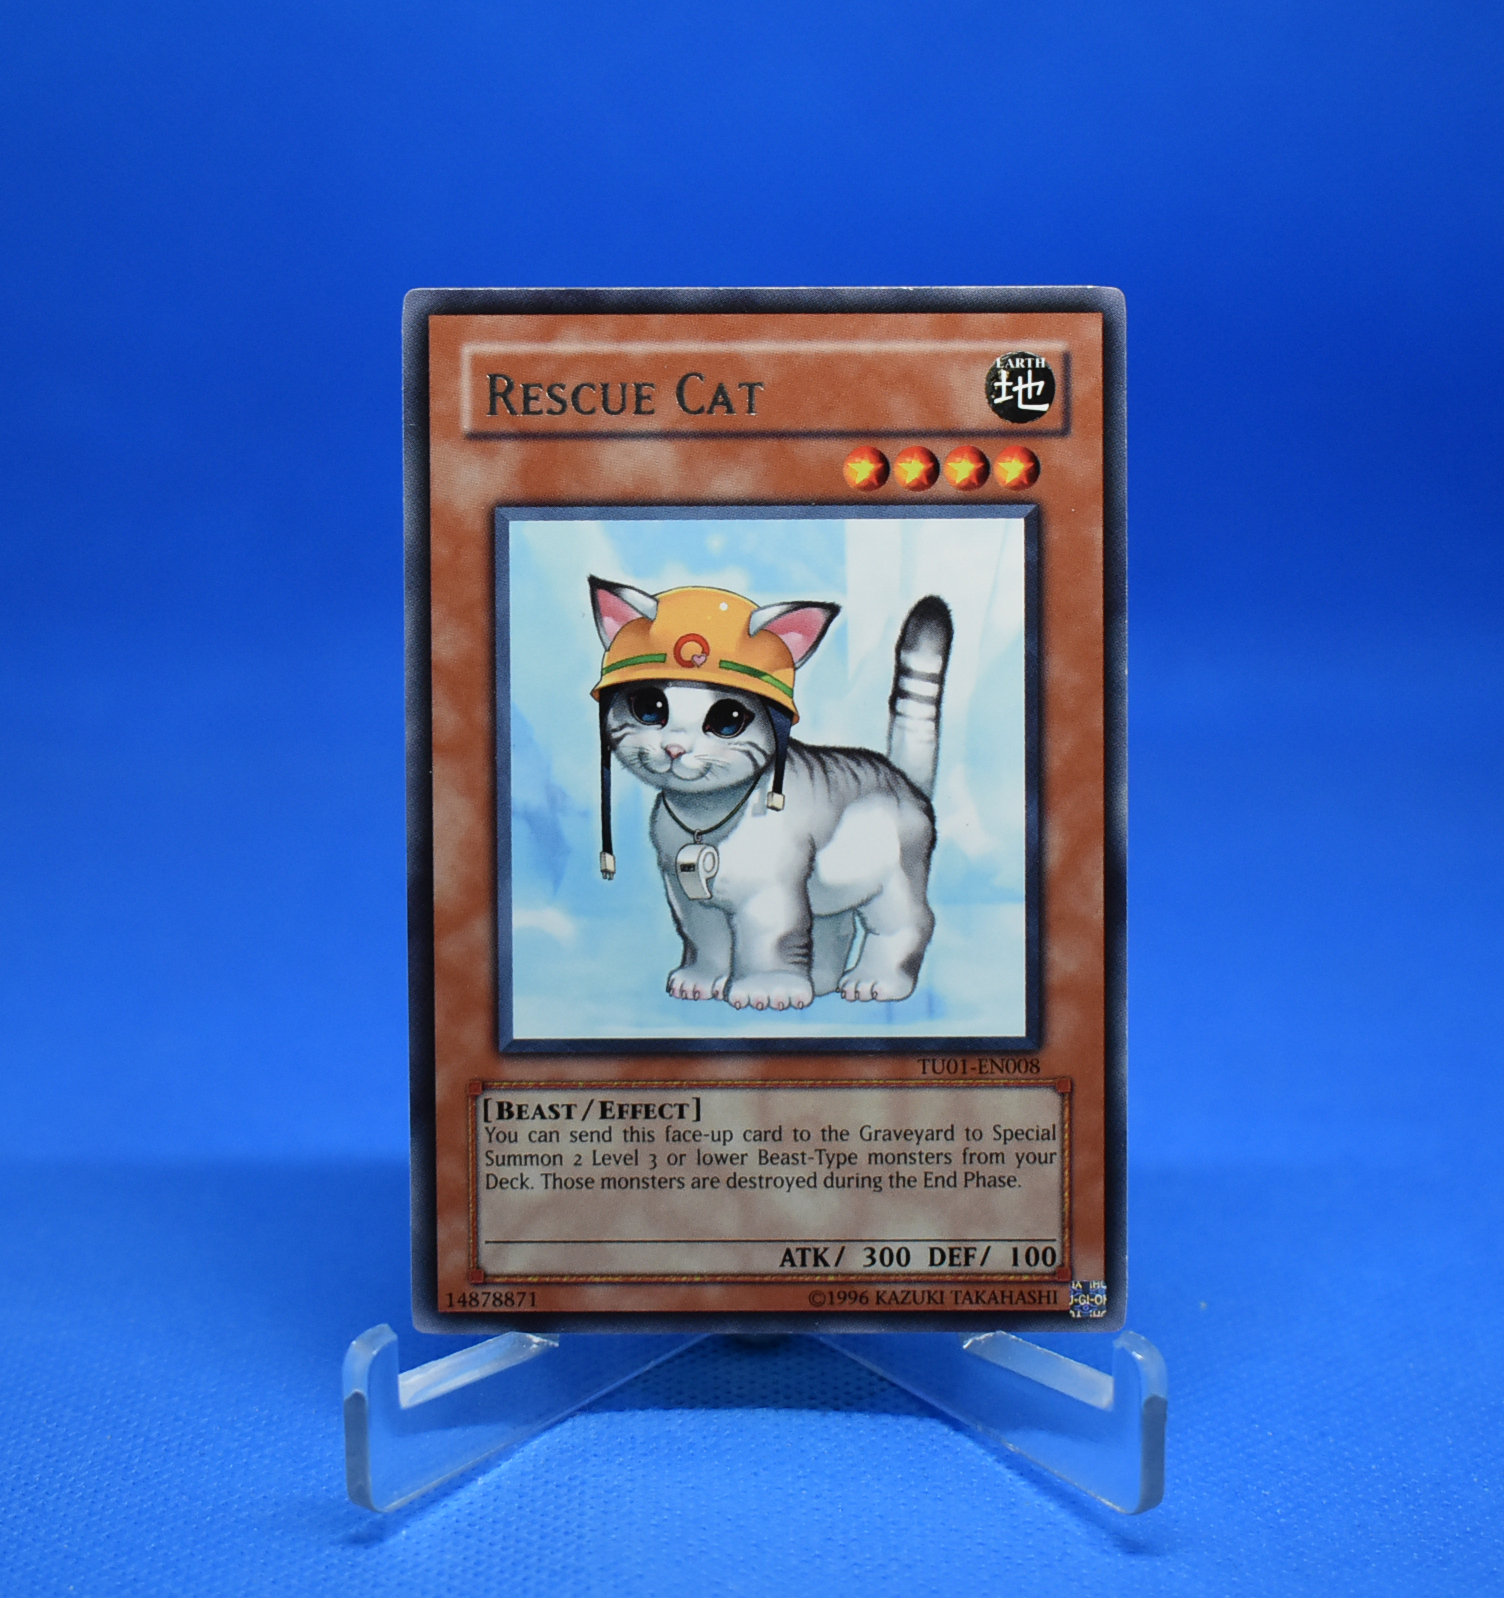 Rescue Cat
EARTH
地
TU01-EN008
[Beast/Effect]
You can send this face-up card to the Graveyard to Special
Summon 2 Level 3 or lower Beast-Type monsters from your
Deck. Those monsters are destroyed during the End Phase.
ATK/ 300 DEF/ 100
14878871 ©1996 KAZUKI TAKAHASHI